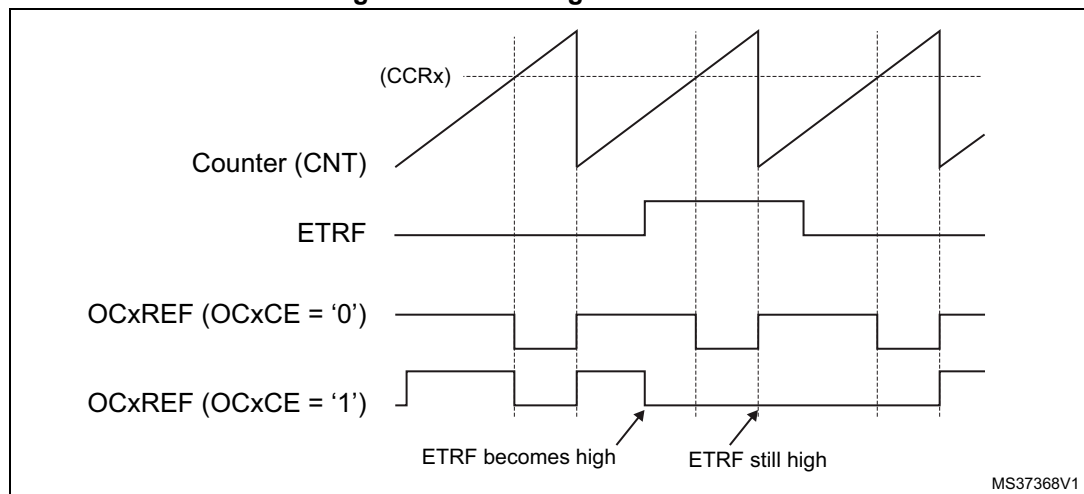 (CCRx)
Counter (CNT)
ETRF
OCxREF (OCxCE = ‘0’)
OCxREF (OCxCE = ‘1’)
ETRF becomes high
ETRF still high
MS37368V1